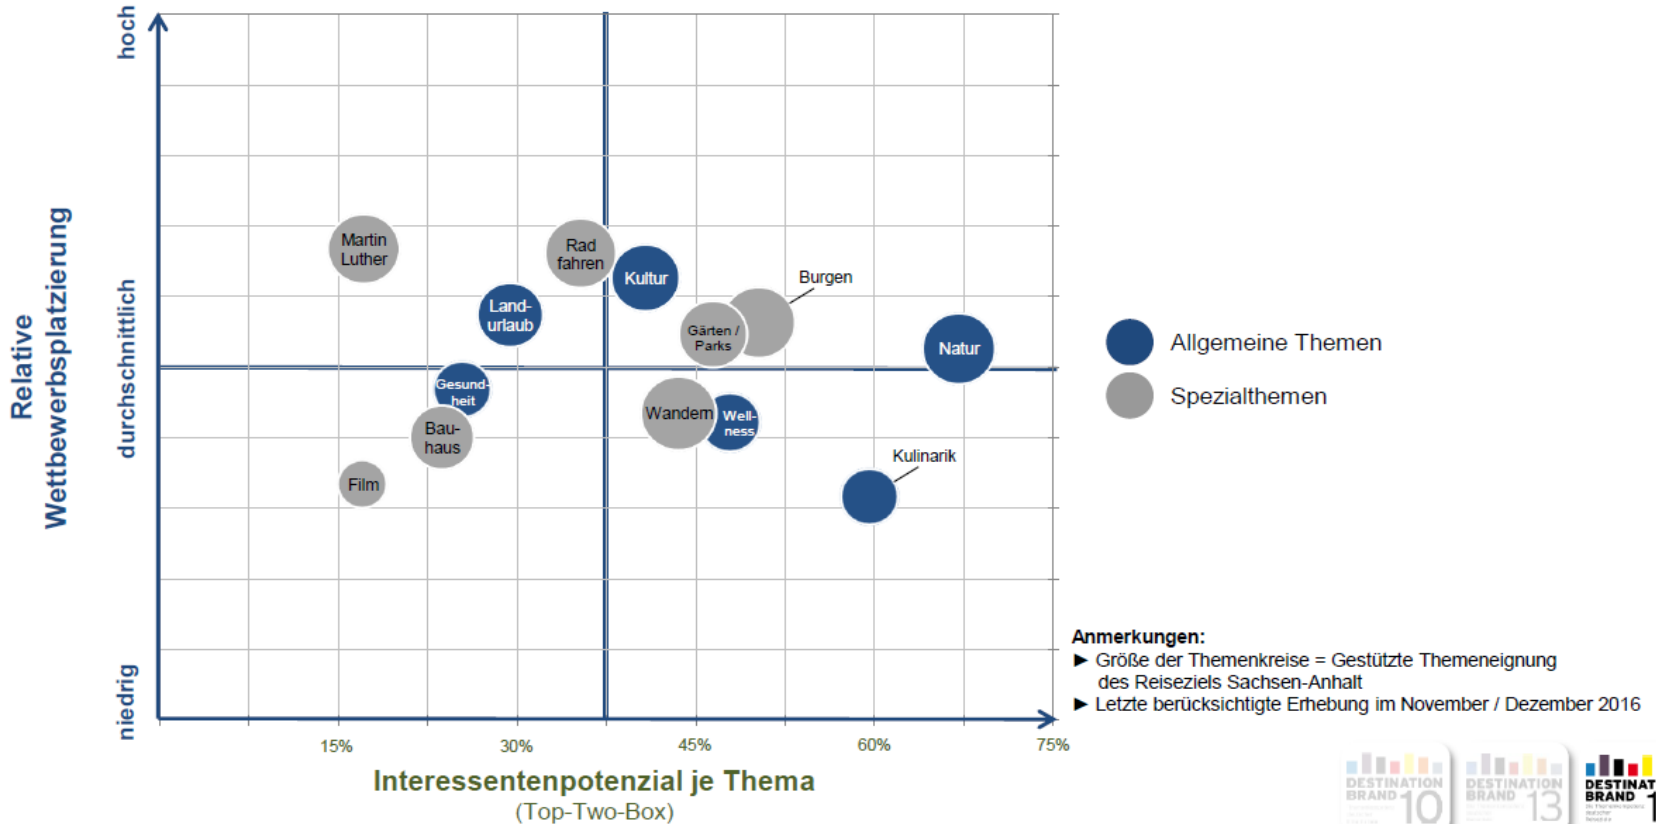 hoch
durchschnittlich
niedrig
Relative
Wettbewerbsplatzierung
Martin
Luther
Rad
fahren
Kultur
Burgen
Land-
urlaub
Gärten /
Parks
Natur
Gesund-
heit
Bau-
haus
Wandern
Well-
ness
Film
Kulinarik
15%
30%
45%
60%
75%
Interessentenpotenzial je Thema
(Top-Two-Box)
Allgemeine Themen
Spezialthemen
Anmerkungen:
► Größe der Themenkreise = Gestützte Themeneignung
des Reiseziels Sachsen-Anhalt
► Letzte berücksichtigte Erhebung im November / Dezember 2016
DESTINATION
BRAND 10
DESTINATION
BRAND 13
DESTINAT
BRAND 1